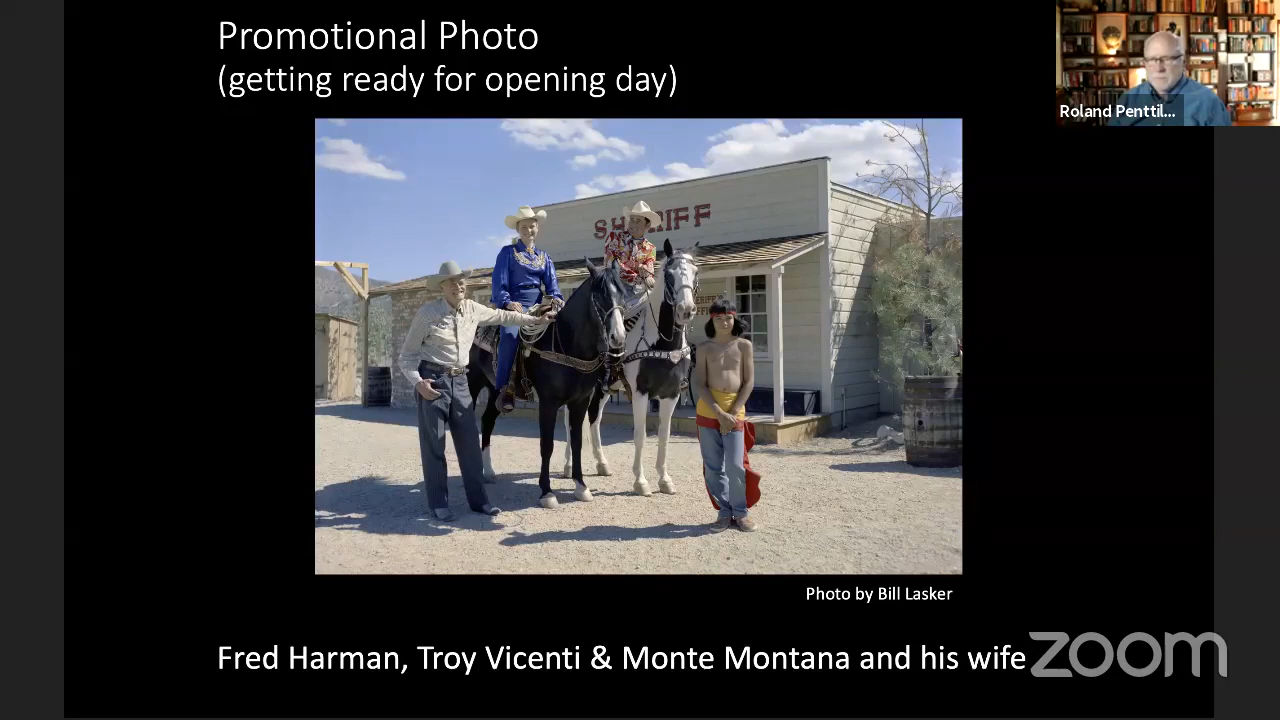 Promotional Photo
(getting ready for opening day)
Roland Penttil...
SHERIFF
Photo by Bill Lasker
Fred Harman, Troy Vicenti & Monte Montana and his wife
zoom